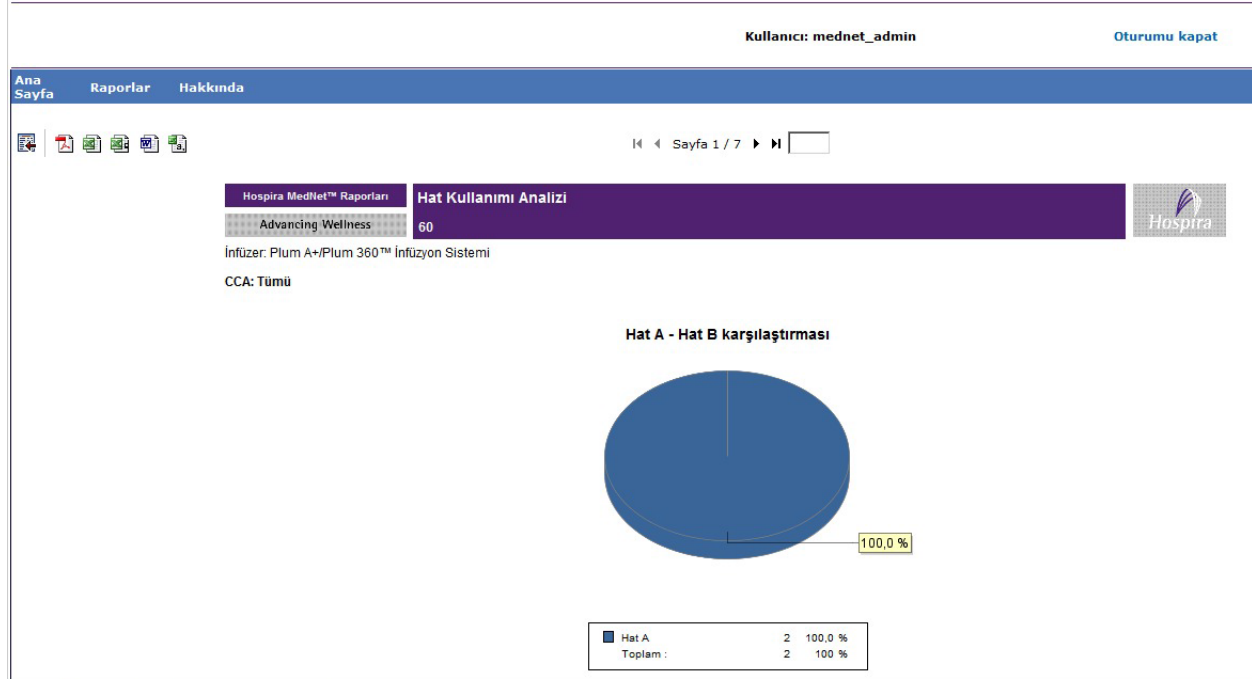 Kullanıcı: mednet_admin
Oturumu kapat
Ana Sayfa
Raporlar
Hakkında
Sayfa 1 / 7
Hospira MedNet™ Raporları
Hat Kullanımı Analizi
Advancing Wellness
60
Hospira
İnfüzer: Plum A+/Plum 360™ İnfüzyon Sistemi
CCA: Tümü
Hat A - Hat B karşılaştırması
100,0 %
Hat A 2 100,0 %
Toplam : 2 100 %